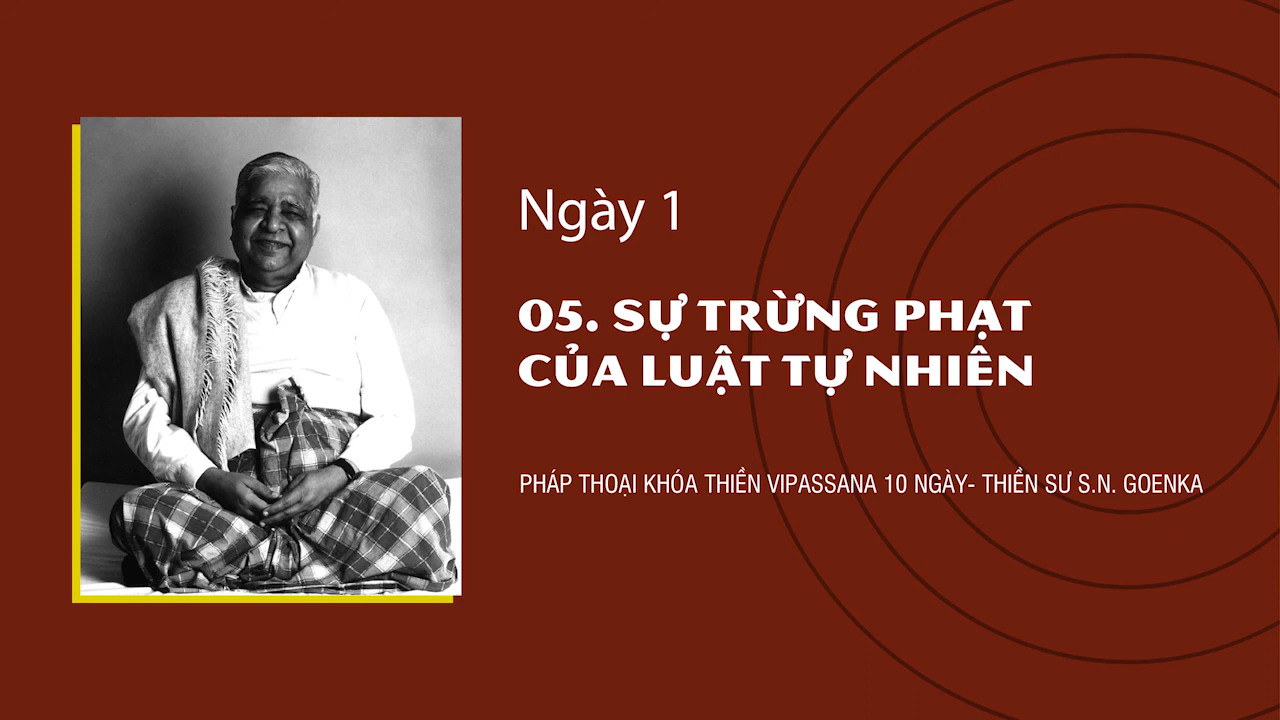 Ngày 1
05. SỰ TRỪNG PHẠT
CỦA LUẬT TỰ NHIÊN
PHÁP THOẠI KHÓA THIỀN VIPASSANA 10 NGÀY- THIỀN SƯ S.N. GOENKA